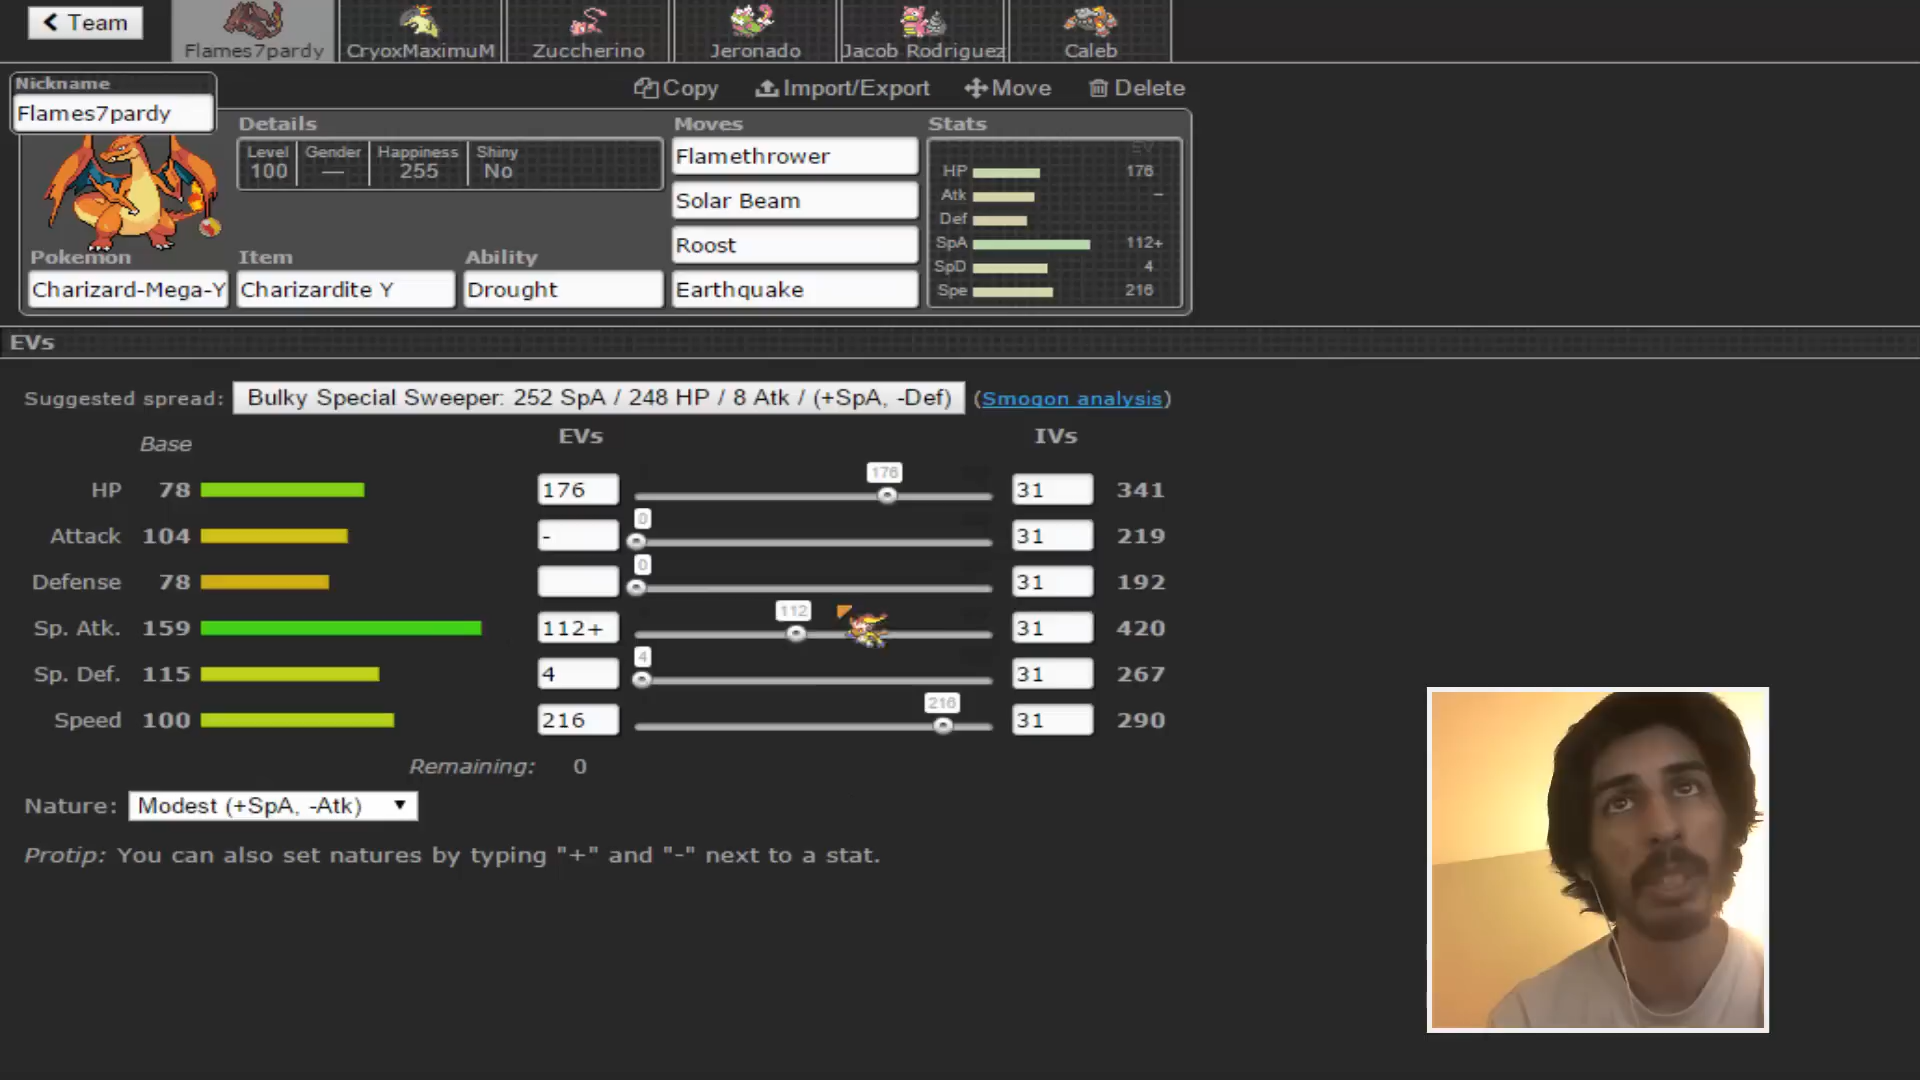 Team
Flames7pardy
CryoxMaximuM
Zuccherino
Jeronado
Jacob Rodriguez
Caleb
Nickname
Flames7pardy
Copy
Import/Export
Move
Delete
Details
Level
100
Gender
—
Happiness
255
Shiny
No
Pokemon
Charizard-Mega-Y
Item
Charizardite Y
Ability
Drought
Moves
Flamethrower
Solar Beam
Roost
Earthquake
Stats
EV
HP 176
Atk -
Def
SpA 112+
SpD 4
Spe 216
EVs
Suggested spread: Bulky Special Sweeper: 252 SpA / 248 HP / 8 Atk / (+SpA, -Def) (Smogon analysis)
Base EVs IVs
HP 78 176 176 31 341
Attack 104 - 0 31 219
Defense 78 0 31 192
Sp. Atk. 159 112+ 112 31 420
Sp. Def. 115 4 4 31 267
Speed 100 216 216 31 290
Remaining: 0
Nature: Modest (+SpA, -Atk)
Protip: You can also set natures by typing "+" and "-" next to a stat.